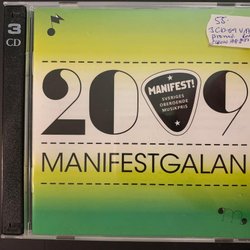 3
CD
55:-
2009
MANIFEST!
SVERIGES
OBEROENDE
MUSIKPRIS
MANIFESTGALAN